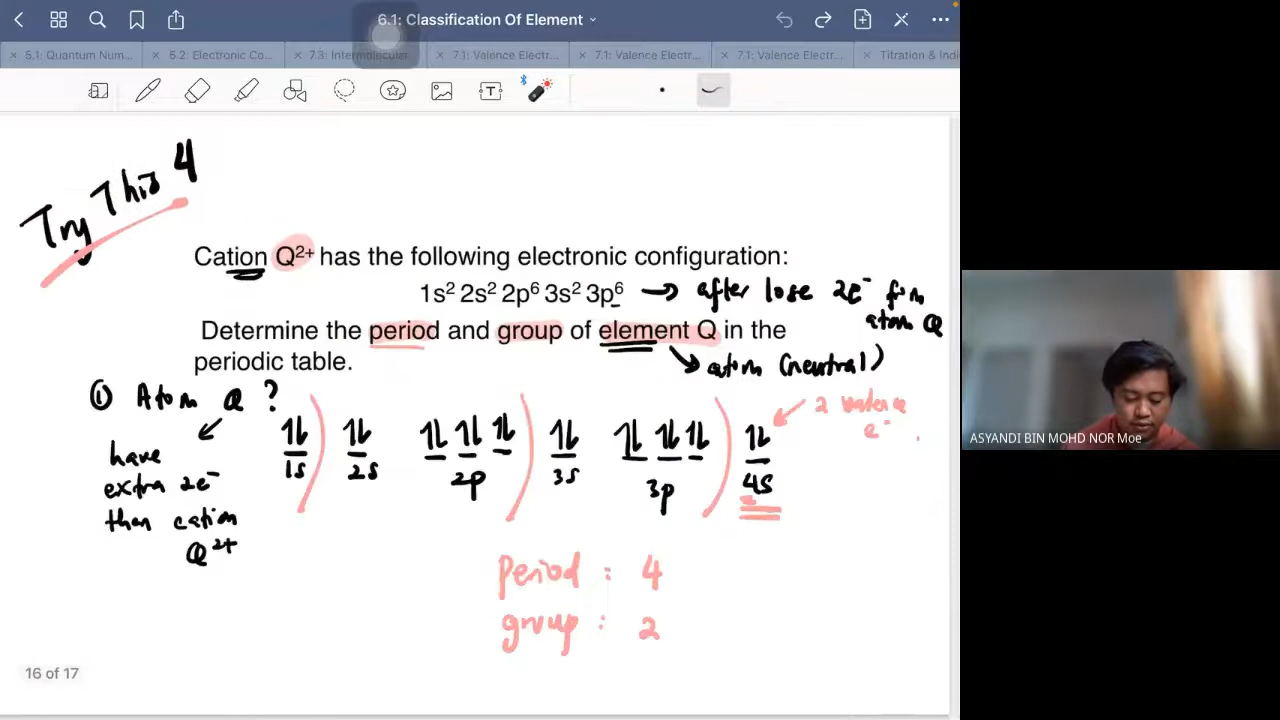 6.1: Classification Of Element
5.1: Quantum Num...
5.2: Electronic Co...
7.3: Intermolecular
7.1: Valence Electr...
7.1: Valence Electr...
7.1: Valence Electr...
Titration & Indi
Try This 4
Cation Q2+ has the following electronic configuration:
1s2 2s2 2p6 3s2 3p6 → after lose 2e- from
atom Q
Determine the period and group of element Q in the
periodic table.
→ atom (neutral)
① Atom Q ?
have
extra 2e-
than cation
Q2+
1s
2s
2p
3s
3p
4s
2 valence
e-
Period : 4
group : 2
16 of 17
ASYANDI BIN MOHD NOR Moe